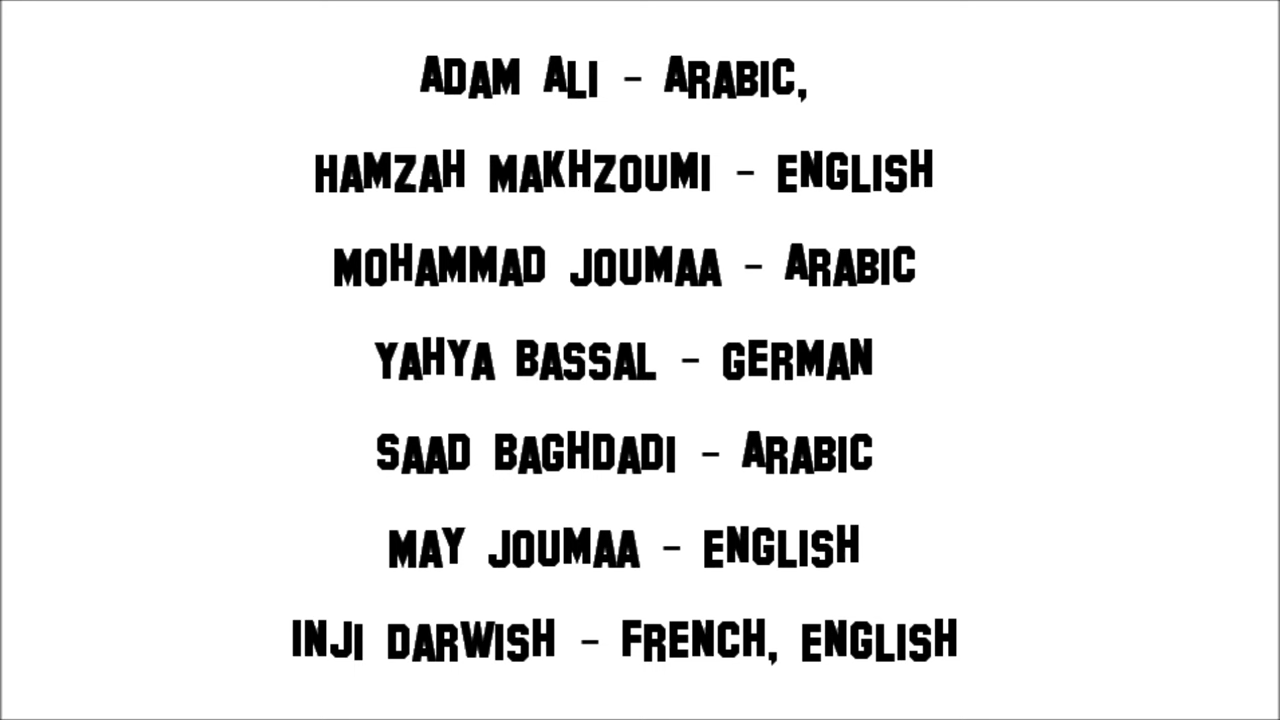 ADAM ALI - ARABIC,
HAMZAH MAKHZOUMI - ENGLISH
MOHAMMAD JOUMAA - ARABIC
YAHYA BASSAL - GERMAN
SAAD BAGHDADI - ARABIC
MAY JOUMAA - ENGLISH
INJI DARWISH - FRENCH, ENGLISH